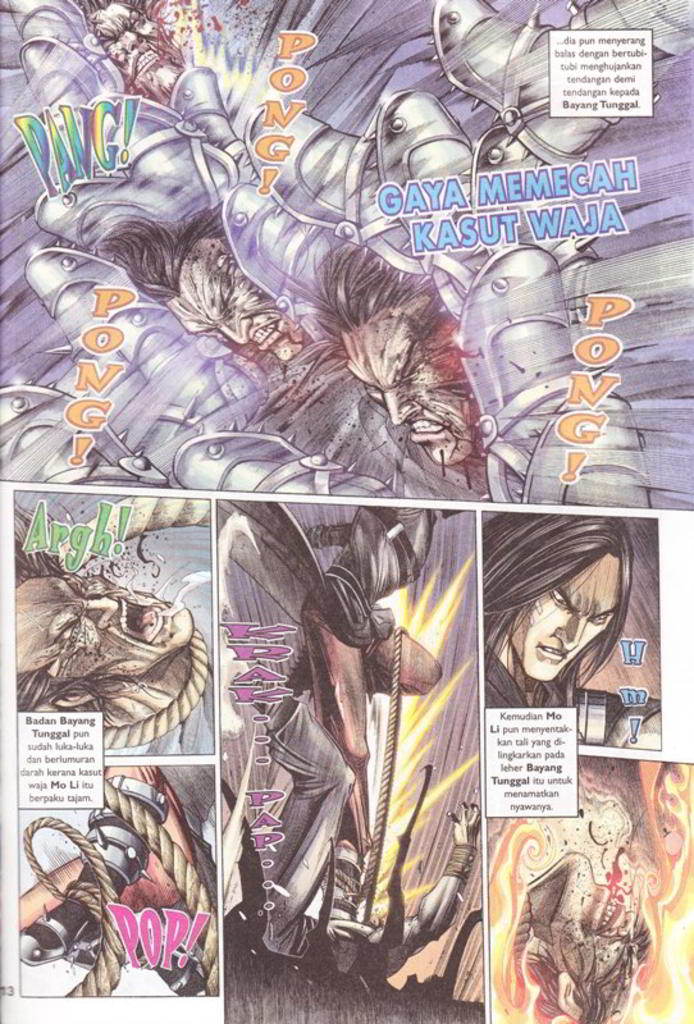 ...dia pun menyerang
balas dengan bertubi-
tubi menghujankan
tendangan demi
tendangan kepada
Bayang Tunggal.
PONG!
PANG!
GAYA MEMECAH
KASUT WAJA
PONG!
PONG!
Argh!
Badan Bayang
Tunggal pun
sudah luka-luka
dan berlumuran
darah kerana kasut
waja Mo Li itu
berpaku tajam.
POP!
KRAK
PAP
Hm!
Kemudian Mo
Li pun menyentak-
kan tali yang di-
lingkarkan pada
leher Bayang
Tunggal itu untuk
menamatkan
nyawanya.
13